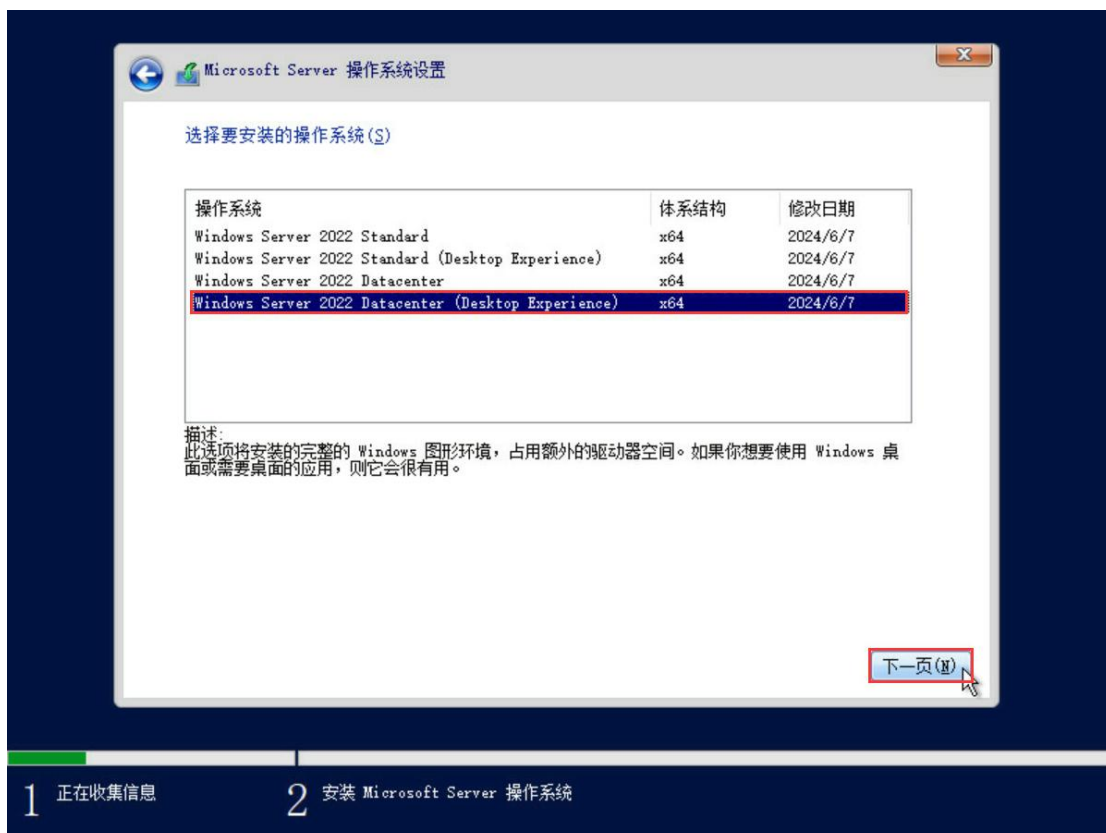 Microsoft Server 操作系统设置
选择要安装的操作系统(S)
操作系统 体系结构 修改日期
Windows Server 2022 Standard x64 2024/6/7
Windows Server 2022 Standard (Desktop Experience) x64 2024/6/7
Windows Server 2022 Datacenter x64 2024/6/7
Windows Server 2022 Datacenter (Desktop Experience) x64 2024/6/7
描述:
此选项将安装的完整的 Windows 图形环境，占用额外的驱动器空间。如果你想要使用 Windows 桌
面或需要桌面的应用，则它会很有用。
下一页(N)
1 正在收集信息 2 安装 Microsoft Server 操作系统